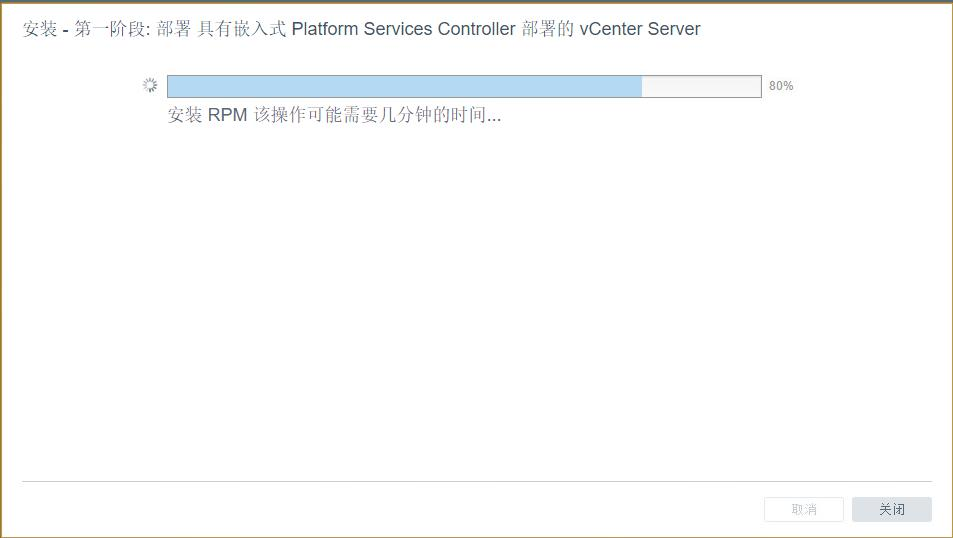 安装 - 第一阶段: 部署 具有嵌入式 Platform Services Controller 部署的 vCenter Server
80%
安装 RPM 该操作可能需要几分钟的时间...
取消
关闭